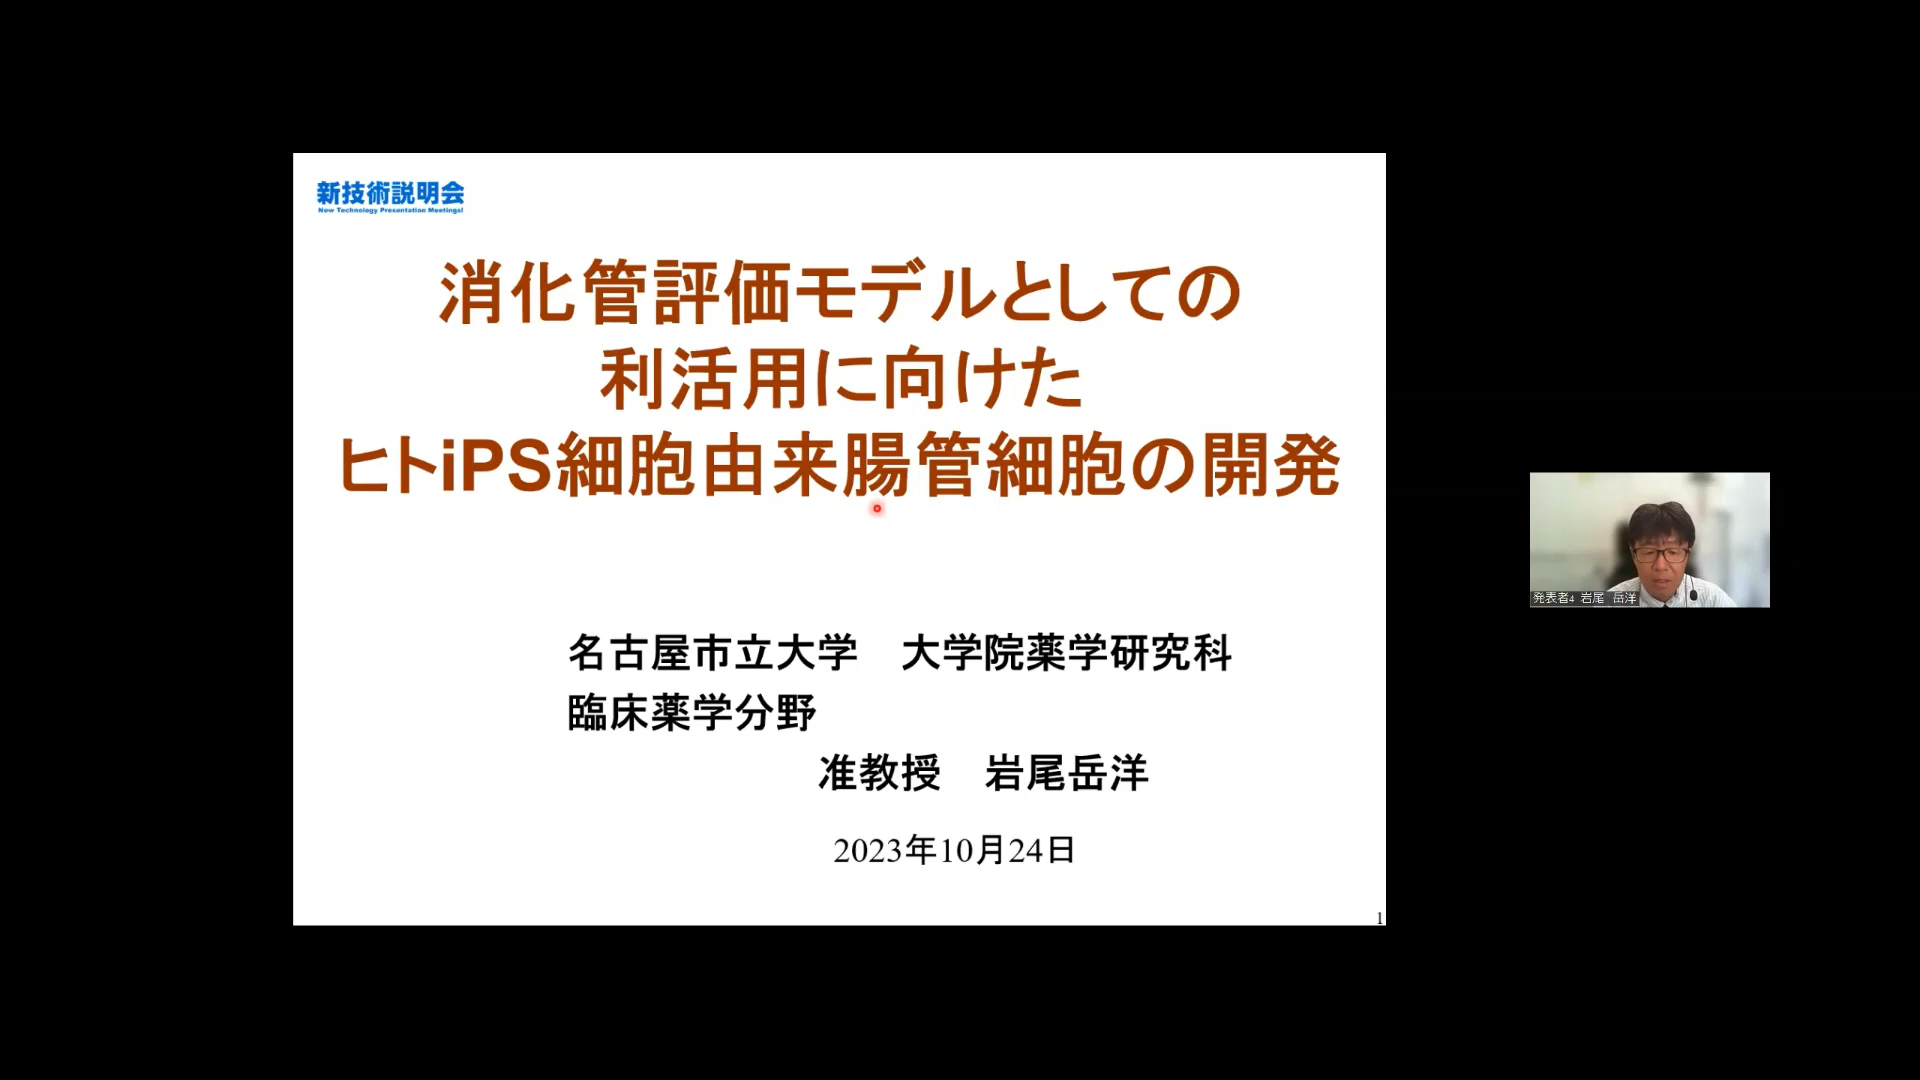 新技術説明会
New Technology Presentation Meetings!
消化管評価モデルとしての
利活用に向けた
ヒトiPS細胞由来腸管細胞の開発
名古屋市立大学　大学院薬学研究科
臨床薬学分野
准教授　岩尾岳洋
2023年10月24日
1
発表者4 岩尾 岳洋